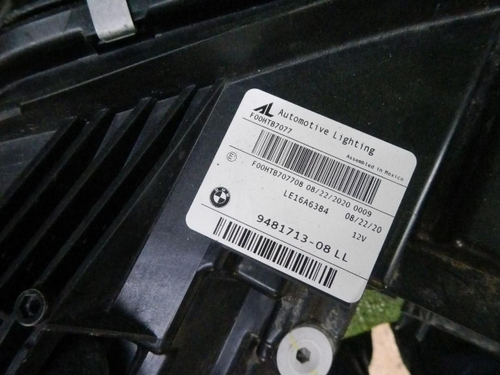 AL Automotive Lighting
F00HTB7077
Assembled in Mexico
F00HTB707708 08/22/2020 0009
LE16A6384 08/22/20
12V
9481713-08 LL